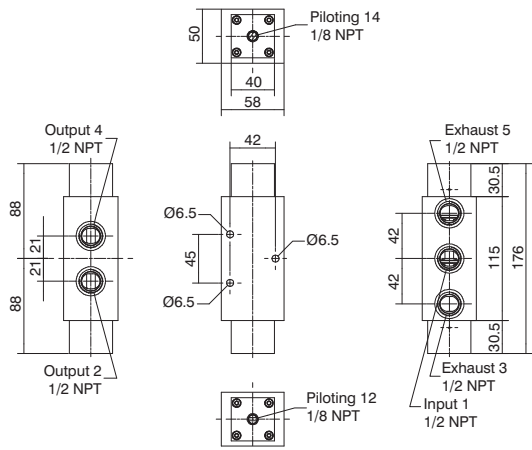 Piloting 14
1/8 NPT
50
40
58
Output 4
1/2 NPT
88
21
21
88
Output 2
1/2 NPT
42
Ø6.5
Ø6.5
45
Ø6.5
Exhaust 5
1/2 NPT
30.5
42
42
115
176
30.5
Exhaust 3
1/2 NPT
Input 1
1/2 NPT
Piloting 12
1/8 NPT